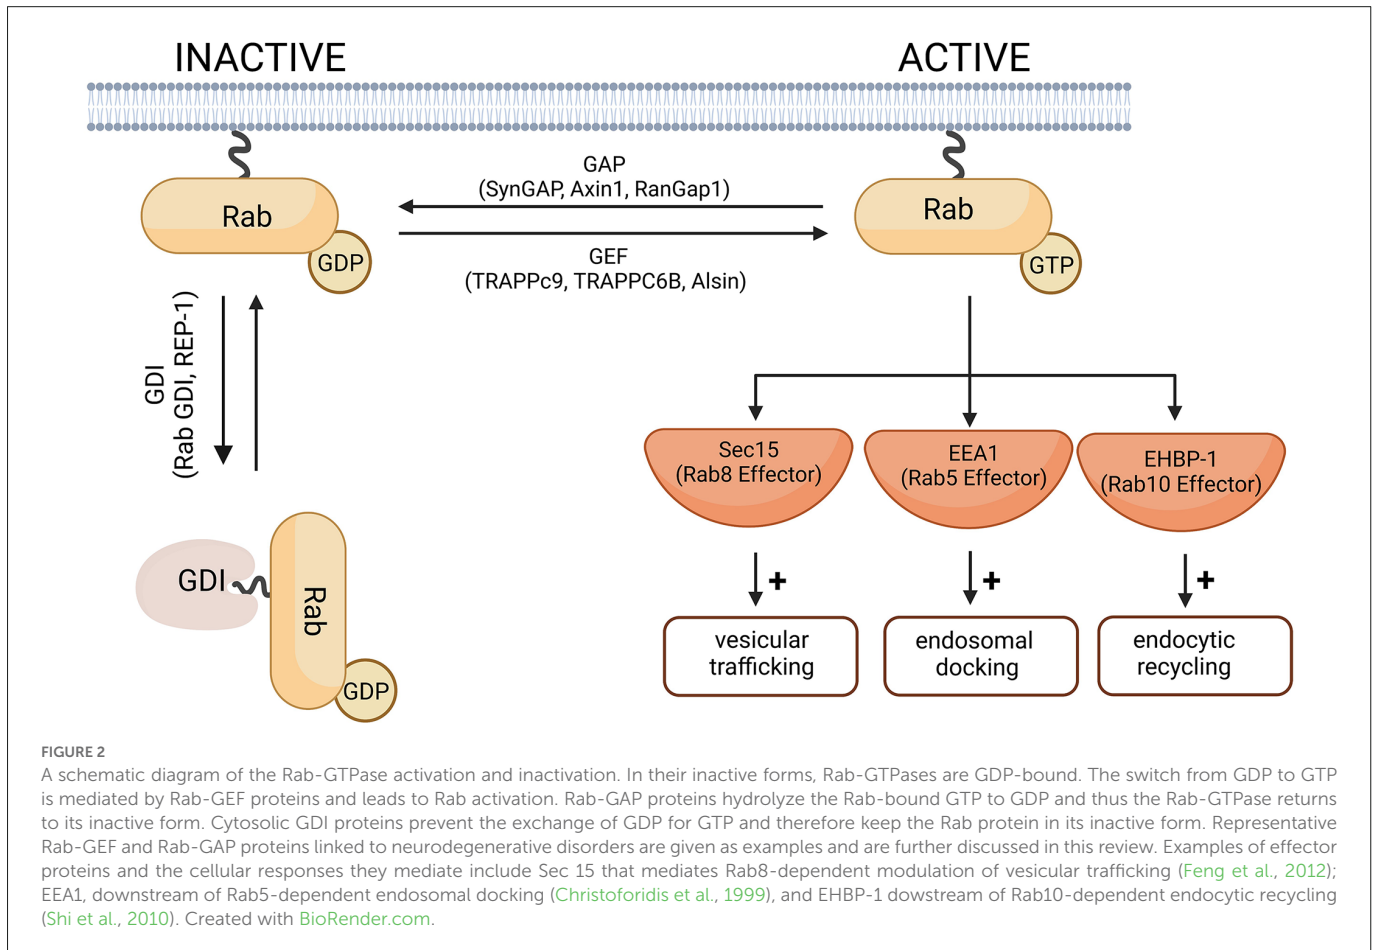 INACTIVE
ACTIVE
GAP
(SynGAP, Axin1, RanGap1)
Rab
Rab
GDP
GEF
(TRAPPc9, TRAPPC6B, Alsin)
GTP
GDI
(Rab GDI, REP-1)
Sec15
(Rab8 Effector)
EEA1
(Rab5 Effector)
EHBP-1
(Rab10 Effector)
GDI
Rab
GDP
+
+
+
vesicular
trafficking
endosomal
docking
endocytic
recycling
FIGURE 2
A schematic diagram of the Rab-GTPase activation and inactivation. In their inactive forms, Rab-GTPases are GDP-bound. The switch from GDP to GTP
is mediated by Rab-GEF proteins and leads to Rab activation. Rab-GAP proteins hydrolyze the Rab-bound GTP to GDP and thus the Rab-GTPase returns
to its inactive form. Cytosolic GDI proteins prevent the exchange of GDP for GTP and therefore keep the Rab protein in its inactive form. Representative
Rab-GEF and Rab-GAP proteins linked to neurodegenerative disorders are given as examples and are further discussed in this review. Examples of effector
proteins and the cellular responses they mediate include Sec 15 that mediates Rab8-dependent modulation of vesicular trafficking (Feng et al., 2012);
EEA1, downstream of Rab5-dependent endosomal docking (Christoforidis et al., 1999), and EHBP-1 dowstream of Rab10-dependent endocytic recycling
(Shi et al., 2010). Created with BioRender.com.